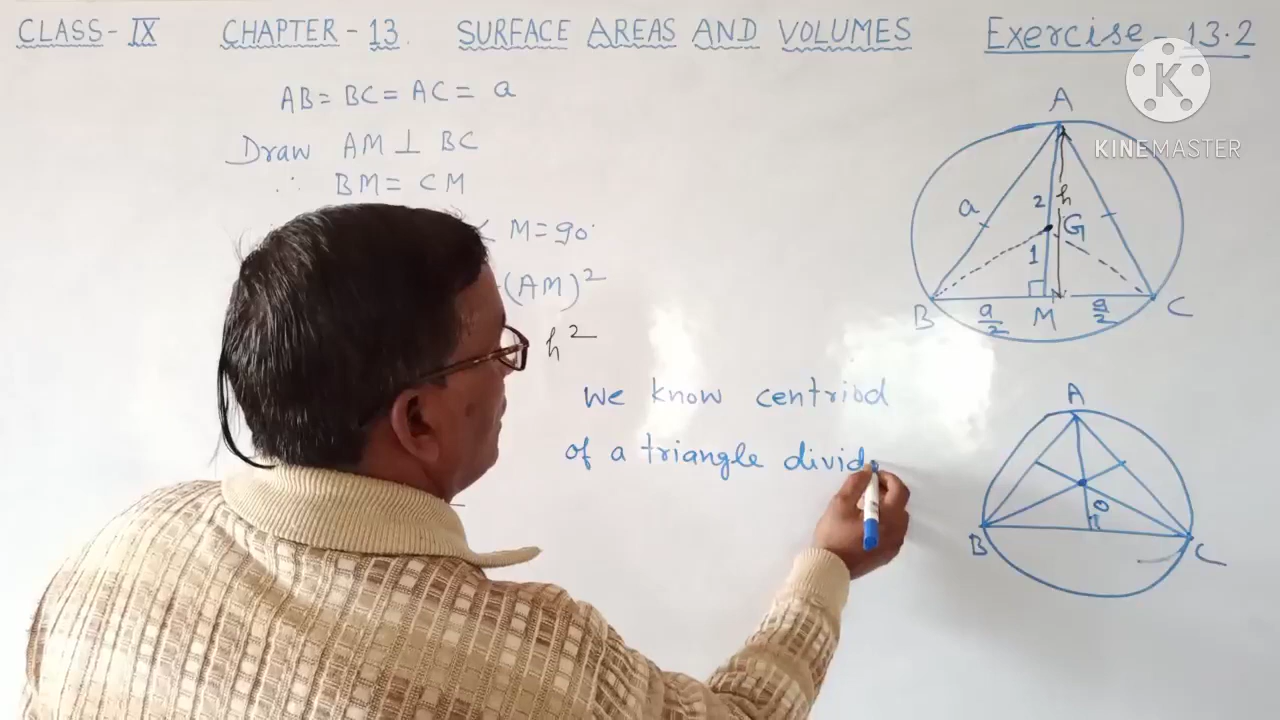 CLASS-IX CHAPTER-13. SURFACE AREAS AND VOLUMES Exercise-13.2
AB=BC=AC= a
Draw AM⊥ BC
∴ BM= CM
M=90°
(AM)²
h²
We know centriod
of a triangle divid
K
KINEMASTER
A
a
2
h
G
1
B
a/2
M
a/2
C
A
O
B
C